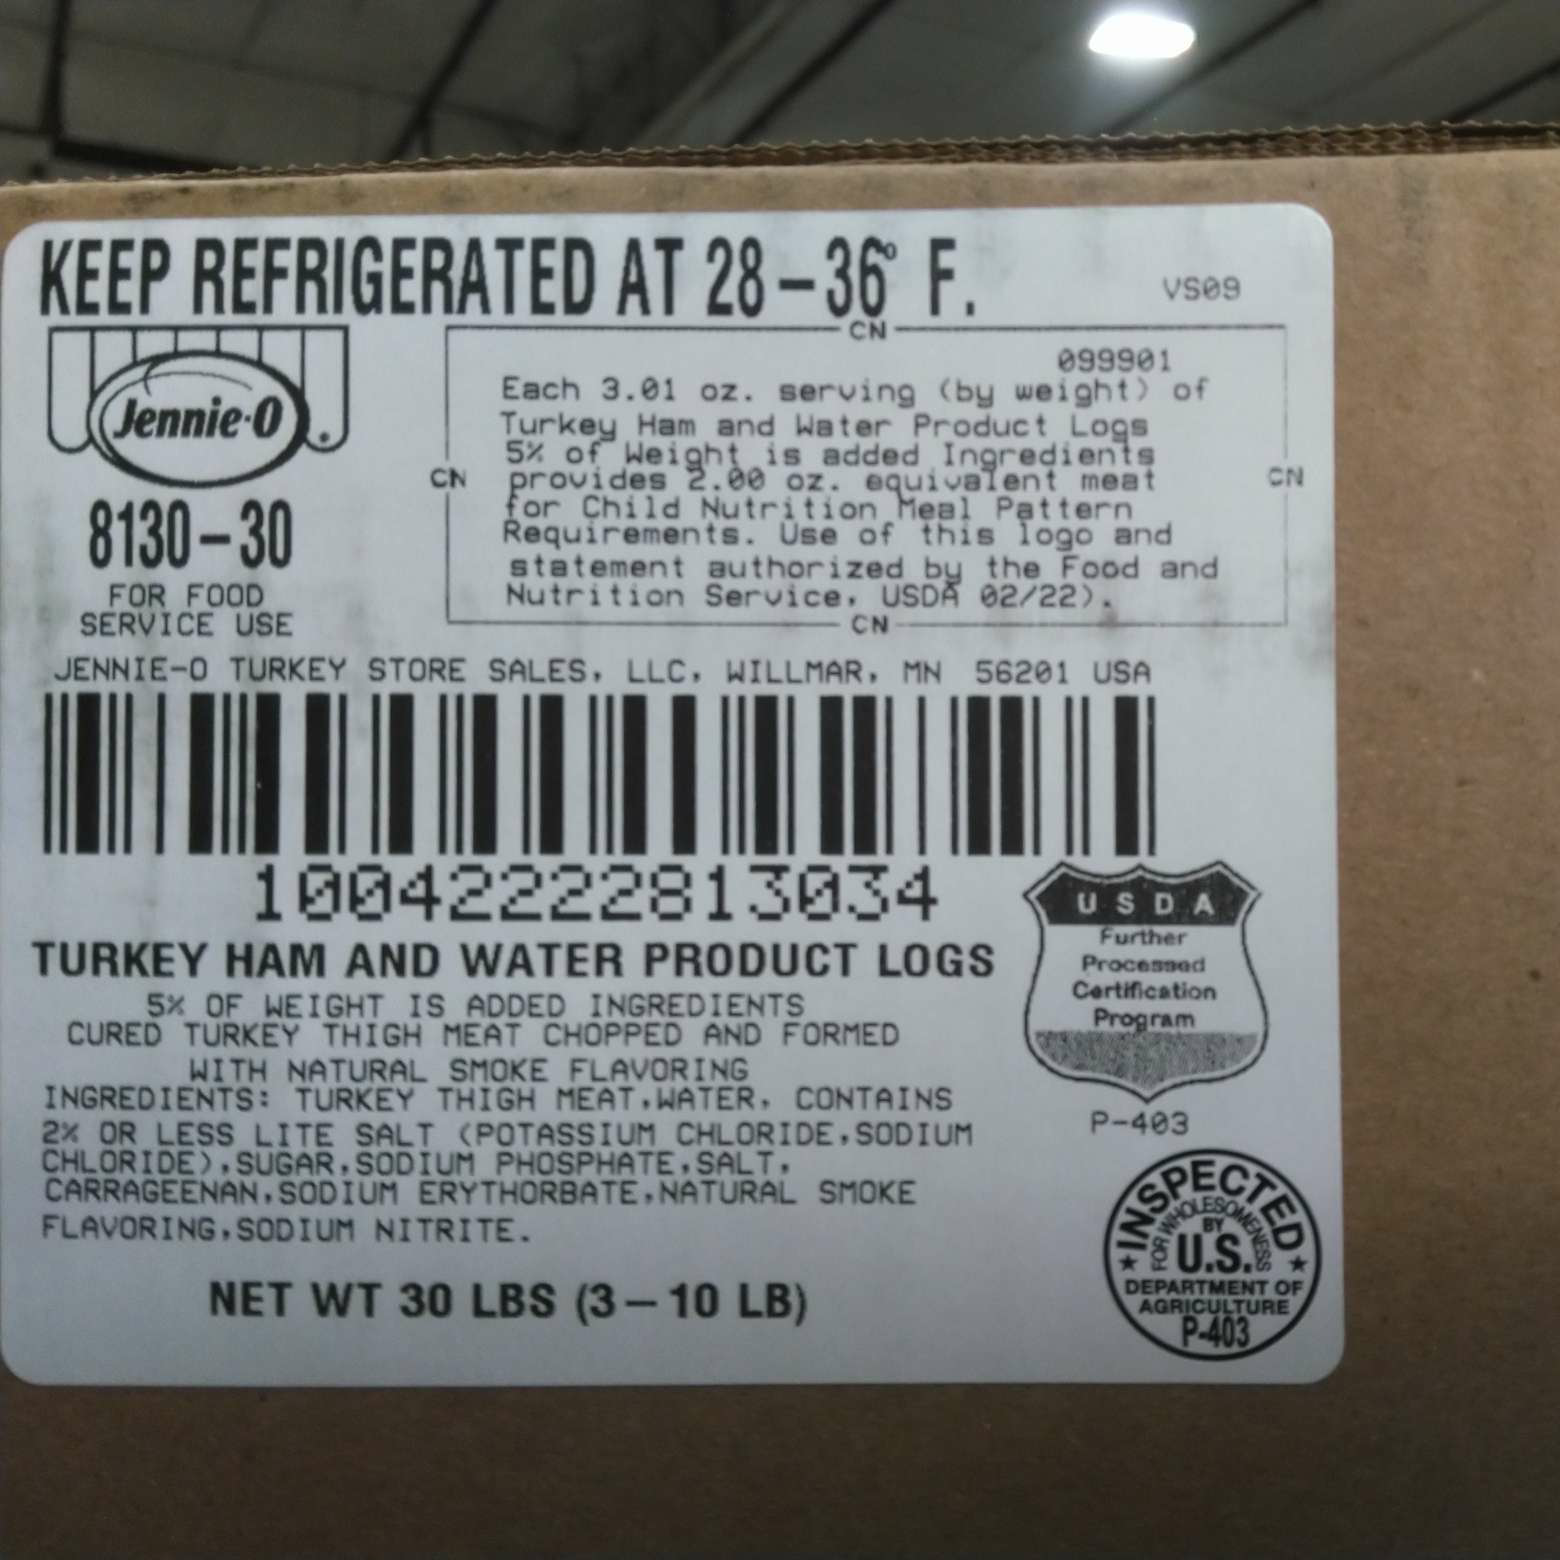 KEEP REFRIGERATED AT 28-36° F.
VS09
Jennie-O
8130-30
FOR FOOD
SERVICE USE
CN
099901
Each 3.01 oz. serving (by weight) of
Turkey Ham and Water Product Logs
5% of Weight is added Ingredients
CN
provides 2.00 oz. equivalent meat
CN
for Child Nutrition Meal Pattern
Requirements. Use of this logo and
statement authorized by the Food and
Nutrition Service, USDA 02/22).
CN
JENNIE-O TURKEY STORE SALES, LLC, WILLMAR, MN 56201 USA
10042222813034
TURKEY HAM AND WATER PRODUCT LOGS
5% OF WEIGHT IS ADDED INGREDIENTS
CURED TURKEY THIGH MEAT CHOPPED AND FORMED
WITH NATURAL SMOKE FLAVORING
INGREDIENTS: TURKEY THIGH MEAT,WATER, CONTAINS
2% OR LESS LITE SALT (POTASSIUM CHLORIDE,SODIUM
CHLORIDE),SUGAR,SODIUM PHOSPHATE,SALT,
CARRAGEENAN,SODIUM ERYTHORBATE,NATURAL SMOKE
FLAVORING,SODIUM NITRITE.
NET WT 30 LBS (3-10 LB)
USDA
Further
Processed
Certification
Program
P-403
INSPECTED
FOR WHOLESOMENESS
BY
U.S.
DEPARTMENT OF
AGRICULTURE
P-403